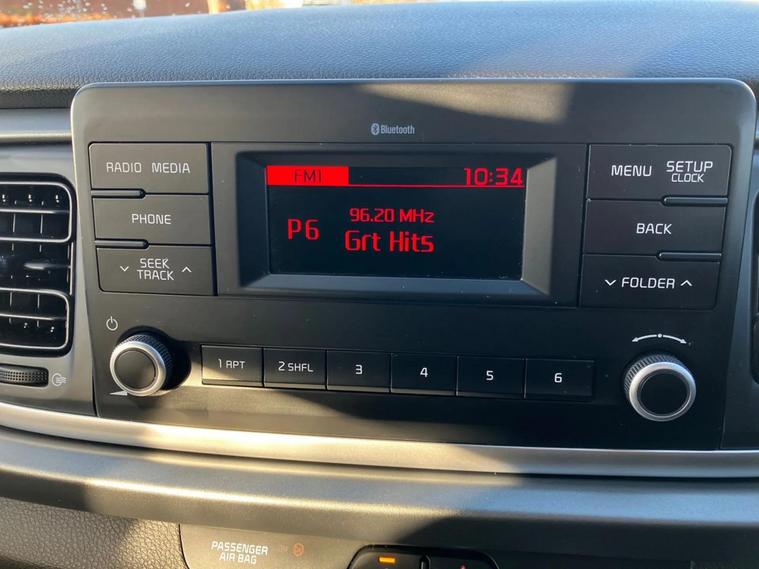 Bluetooth
RADIO MEDIA
PHONE
SEEK
TRACK
FM1 10:34
P6
96.20 MHz
Grt Hits
MENU
SETUP
CLOCK
BACK
FOLDER
1 RPT
2 SHFL
3
4
5
6
PASSENGER
AIR BAG